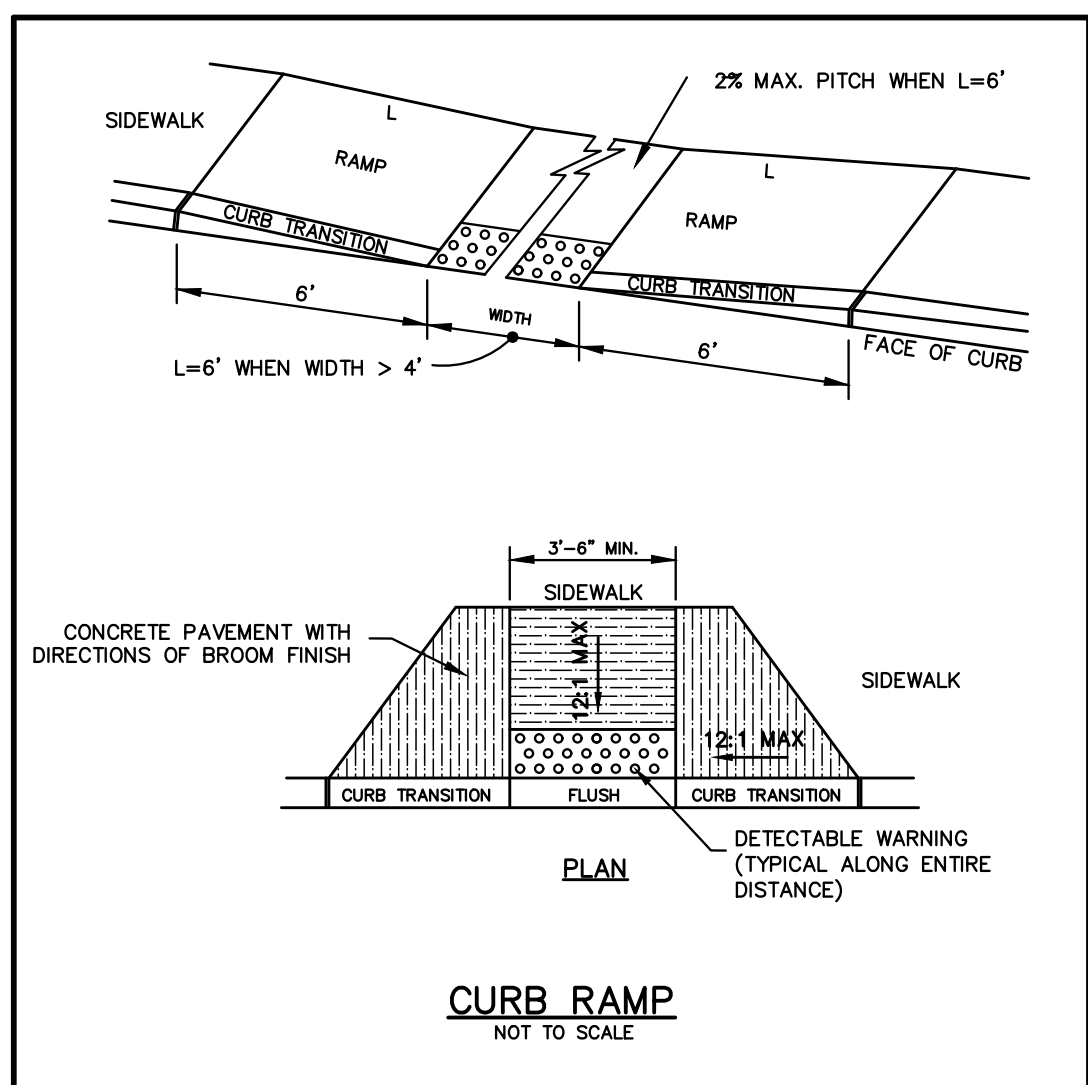 2% MAX. PITCH WHEN L=6'
SIDEWALK
L
RAMP
L
RAMP
CURB TRANSITION
CURB TRANSITION
6'
WIDTH
6'
FACE OF CURB
L=6' WHEN WIDTH > 4'
3'-6" MIN.
SIDEWALK
CONCRETE PAVEMENT WITH
DIRECTIONS OF BROOM FINISH
12:1 MAX
SIDEWALK
12:1 MAX
CURB TRANSITION
FLUSH
CURB TRANSITION
DETECTABLE WARNING
(TYPICAL ALONG ENTIRE
DISTANCE)
PLAN
CURB RAMP
NOT TO SCALE